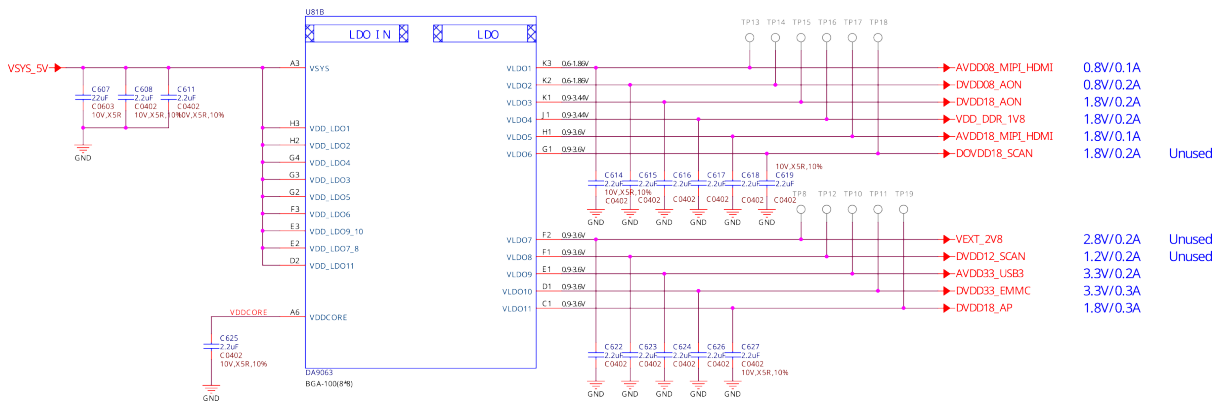 U81B
LDO IN
LDO
TP13 TP14 TP15 TP16 TP17 TP18
VSYS_5V
A3 VSYS
VLDO1 K3 0.6-1.86V AVDD08_MIPI_HDMI 0.8V/0.1A
VLDO2 K2 0.6-1.86V DVDD08_AON 0.8V/0.2A
VLDO3 K1 0.9-3.44V DVDD18_AON 1.8V/0.2A
VLDO4 J1 0.9-3.44V VDD_DDR_1V8 1.8V/0.2A
VLDO5 H1 0.9-3.6V AVDD18_MIPI_HDMI 1.8V/0.1A
VLDO6 G1 0.9-3.6V DOVDD18_SCAN 1.8V/0.2A Unused
C607
22uF
C0603
10V,X5R
C608
2.2uF
C0402
10V,X5R,10%
C611
2.2uF
C0402
10V,X5R,10%
GND
H3 VDD_LDO1
H2 VDD_LDO2
G4 VDD_LDO4
G3 VDD_LDO3
G2 VDD_LDO5
F3 VDD_LDO6
E3 VDD_LDO9_10
E2 VDD_LDO7_8
D2 VDD_LDO11
10V,X5R,10%
C614
2.2uF
10V,X5R,10%
C0402
C615
2.2uF
C0402
C616
2.2uF
C0402
C617
2.2uF
C0402
C618
2.2uF
C0402
C619
2.2uF
C0402
GND GND GND GND GND GND
TP8 TP12 TP10 TP11 TP19
VLDO7 F2 0.9-3.6V VEXT_2V8 2.8V/0.2A Unused
VLDO8 F1 0.9-3.6V DVDD12_SCAN 1.2V/0.2A Unused
VLDO9 E1 0.9-3.6V AVDD33_USB3 3.3V/0.2A
VLDO10 D1 0.9-3.6V DVDD33_EMMC 3.3V/0.3A
VLDO11 C1 0.9-3.6V DVDD18_AP 1.8V/0.3A
VDDCORE A6 VDDCORE
C625
2.2uF
C0402
10V,X5R,10%
GND
C622
2.2uF
C0402
C623
2.2uF
C0402
C624
2.2uF
C0402
C626
2.2uF
C0402
C627
2.2uF
C0402
10V,X5R,10%
GND GND GND GND GND
DA9063
BGA-100(8*8)